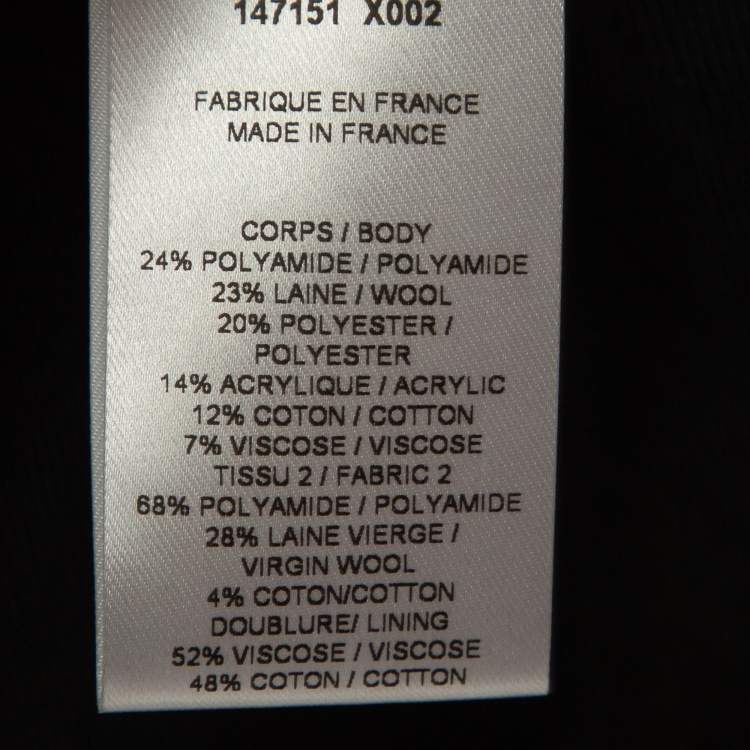 147151 X002
FABRIQUE EN FRANCE
MADE IN FRANCE
CORPS / BODY
24% POLYAMIDE / POLYAMIDE
23% LAINE / WOOL
20% POLYESTER /
POLYESTER
14% ACRYLIQUE / ACRYLIC
12% COTON / COTTON
7% VISCOSE / VISCOSE
TISSU 2 / FABRIC 2
68% POLYAMIDE / POLYAMIDE
28% LAINE VIERGE /
VIRGIN WOOL
4% COTON/COTTON
DOUBLURE/ LINING
52% VISCOSE / VISCOSE
48% COTON / COTTON